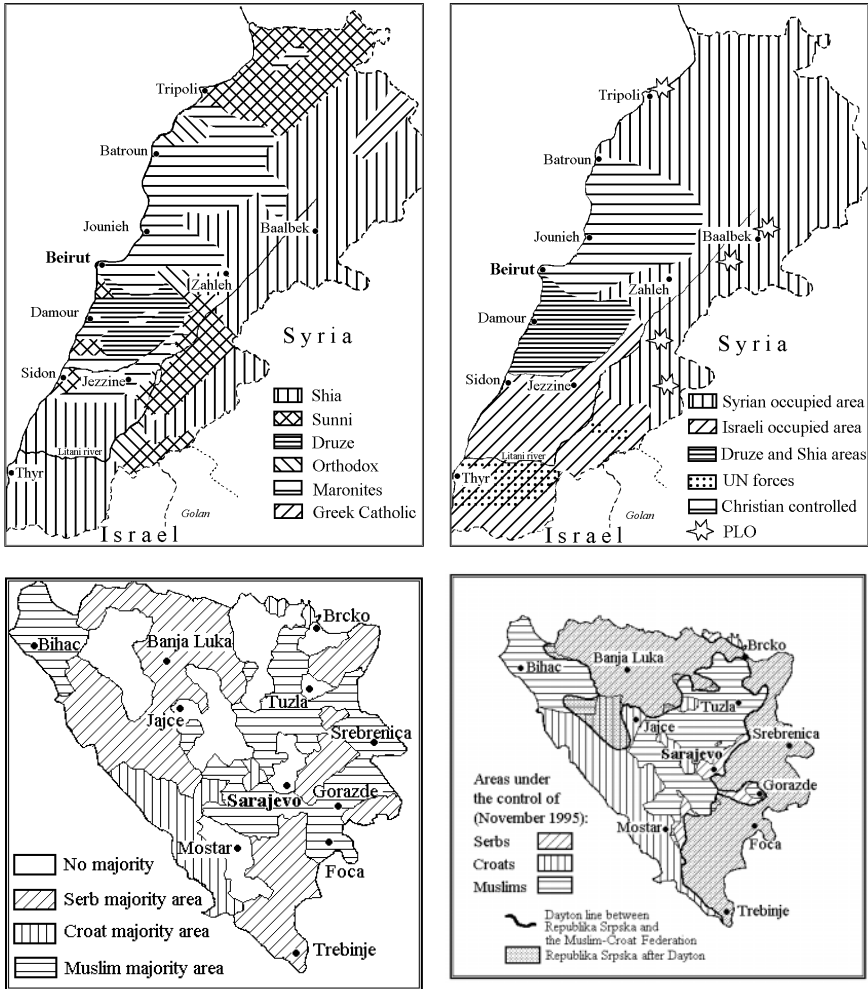 Tripoli
Batroun
Jounieh
Baalbek
Beirut
Zahleh
Damour
Syria
Sidon
Jezzine
Litani river
Thyr
Golan
Israel
Shia
Sunni
Druze
Orthodox
Maronites
Greek Catholic
Tripoli
Batroun
Jounieh
Baalbek
Beirut
Zahleh
Damour
Syria
Sidon
Jezzine
Litani river
Thyr
Golan
Israel
Syrian occupied area
Israeli occupied area
Druze and Shia areas
UN forces
Christian controlled
PLO
Brcko
Bihac
Banja Luka
Tuzla
Jajce
Srebrenica
Sarajevo
Gorazde
Mostar
Foca
Trebinje
No majority
Serb majority area
Croat majority area
Muslim majority area
Brcko
Bihac
Banja Luka
Tuzla
Jajce
Srebrenica
Sarajevo
Gorazde
Mostar
Foca
Trebinje
Areas under
the control of
(November 1995):
Serbs
Croats
Muslims
Dayton line between
Republika Srpska and
the Muslim-Croat Federation
Republika Srpska after Dayton